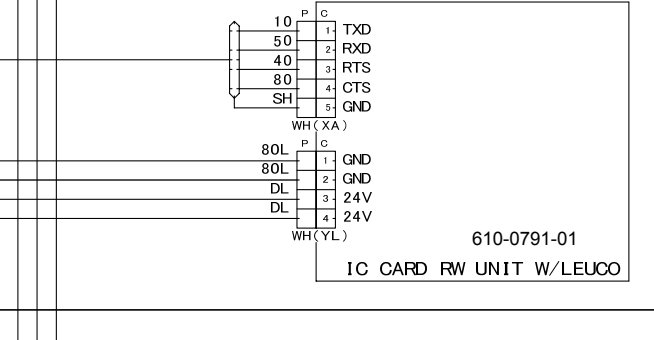 P C
10 1 TXD
50 2 RXD
40 3 RTS
80 4 CTS
SH 5 GND
WH(XA)
P C
80L 1 GND
80L 2 GND
DL 3 24V
DL 4 24V
WH(YL)
610-0791-01
IC CARD RW UNIT W/LEUCO